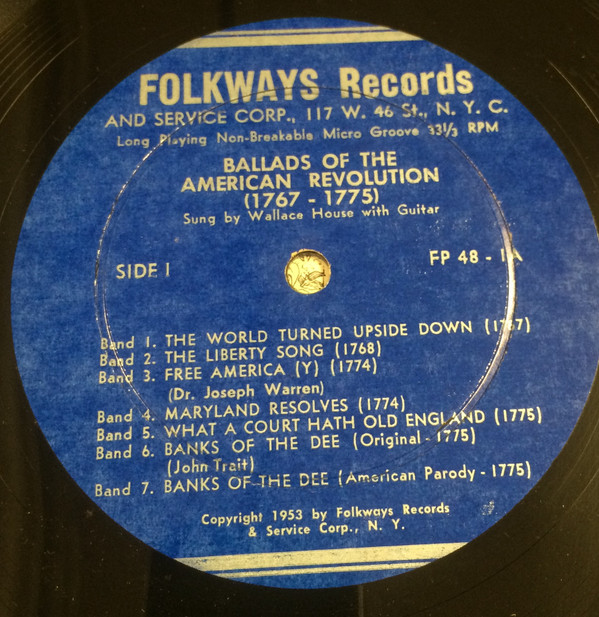 FOLKWAYS Records
AND SERVICE CORP., 117 W. 46 St., N. Y. C.
Long Playing Non-Breakable Micro Groove 33⅓ RPM
BALLADS OF THE
AMERICAN REVOLUTION
(1767 - 1775)
Sung by Wallace House with Guitar
SIDE I
FP 48 - 1A
Band 1. THE WORLD TURNED UPSIDE DOWN (1767)
Band 2. THE LIBERTY SONG (1768)
Band 3. FREE AMERICA (Y) (1774)
(Dr. Joseph Warren)
Band 4. MARYLAND RESOLVES (1774)
Band 5. WHAT A COURT HATH OLD ENGLAND (1775)
Band 6. BANKS OF THE DEE (Original - 1775)
(John Trait)
Band 7. BANKS OF THE DEE (American Parody - 1775)
Copyright 1953 by Folkways Records
& Service Corp., N. Y.